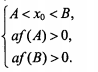 A < x₀ < B,
af(A) > 0,
af(B) > 0.